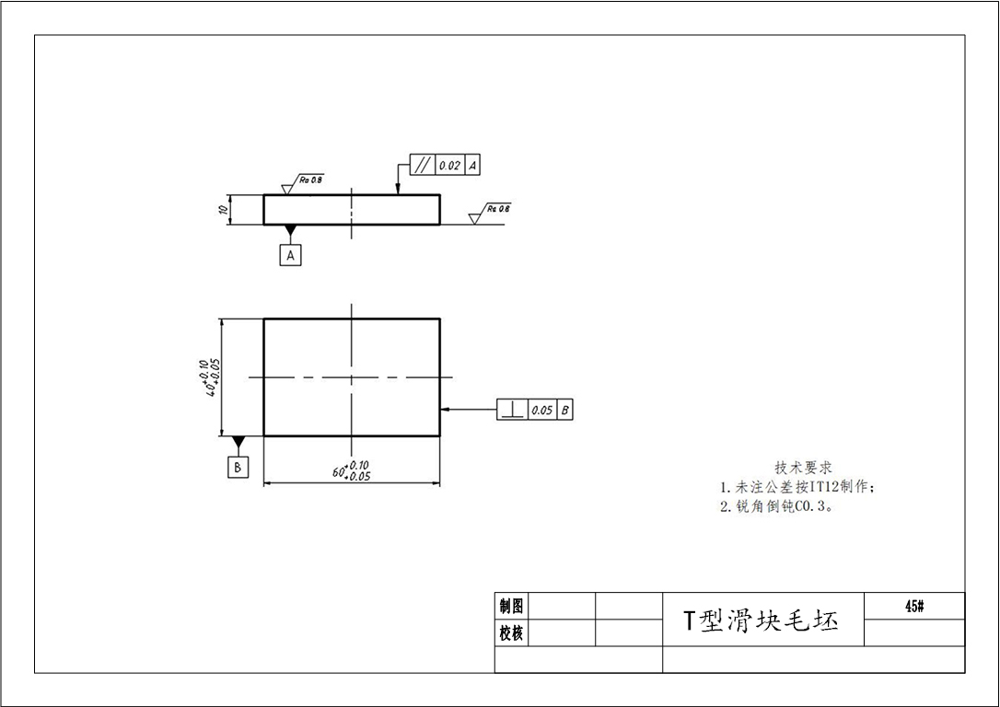 // 0.02 A
Ra 0.8
Ra 0.8
10
A
40 +0.10 +0.05
⊥ 0.05 B
B
60 +0.10 +0.05
技术要求
1.未注公差按IT12制作；
2.锐角倒钝C0.3。
制图
T型滑块毛坯
45#
校核